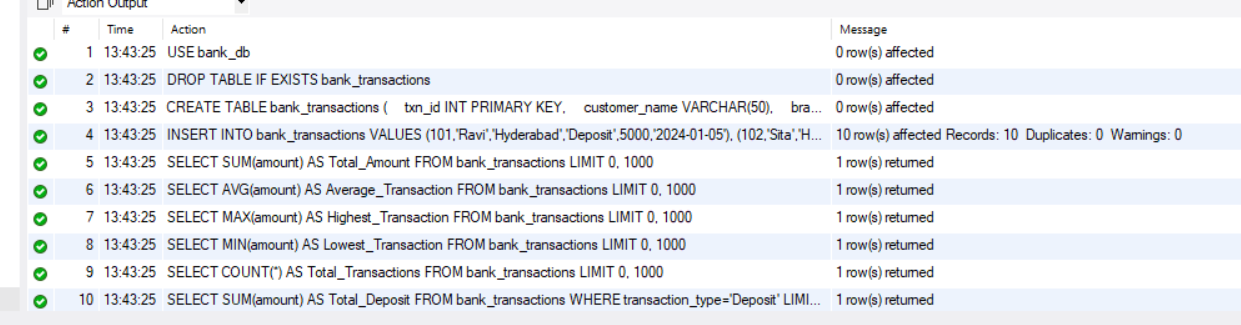 Action Output
# Time Action Message
1 13:43:25 USE bank_db 0 row(s) affected
2 13:43:25 DROP TABLE IF EXISTS bank_transactions 0 row(s) affected
3 13:43:25 CREATE TABLE bank_transactions ( txn_id INT PRIMARY KEY, customer_name VARCHAR(50), bra... 0 row(s) affected
4 13:43:25 INSERT INTO bank_transactions VALUES (101,'Ravi','Hyderabad','Deposit',5000,'2024-01-05'), (102,'Sita','H... 10 row(s) affected Records: 10 Duplicates: 0 Warnings: 0
5 13:43:25 SELECT SUM(amount) AS Total_Amount FROM bank_transactions LIMIT 0, 1000 1 row(s) returned
6 13:43:25 SELECT AVG(amount) AS Average_Transaction FROM bank_transactions LIMIT 0, 1000 1 row(s) returned
7 13:43:25 SELECT MAX(amount) AS Highest_Transaction FROM bank_transactions LIMIT 0, 1000 1 row(s) returned
8 13:43:25 SELECT MIN(amount) AS Lowest_Transaction FROM bank_transactions LIMIT 0, 1000 1 row(s) returned
9 13:43:25 SELECT COUNT(*) AS Total_Transactions FROM bank_transactions LIMIT 0, 1000 1 row(s) returned
10 13:43:25 SELECT SUM(amount) AS Total_Deposit FROM bank_transactions WHERE transaction_type='Deposit' LIMI... 1 row(s) returned